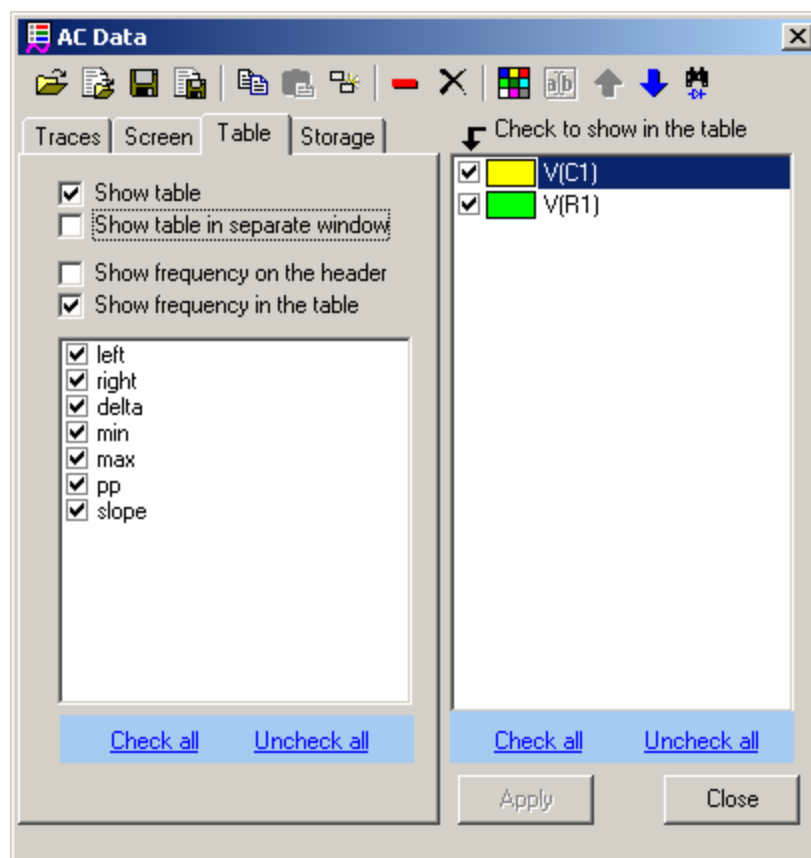 AC Data
Traces Screen Table Storage
Check to show in the table
Show table
Show table in separate window
Show frequency on the header
Show frequency in the table
left
right
delta
min
max
pp
slope
Check all Uncheck all
V(C1)
V(R1)
Check all Uncheck all
Apply Close